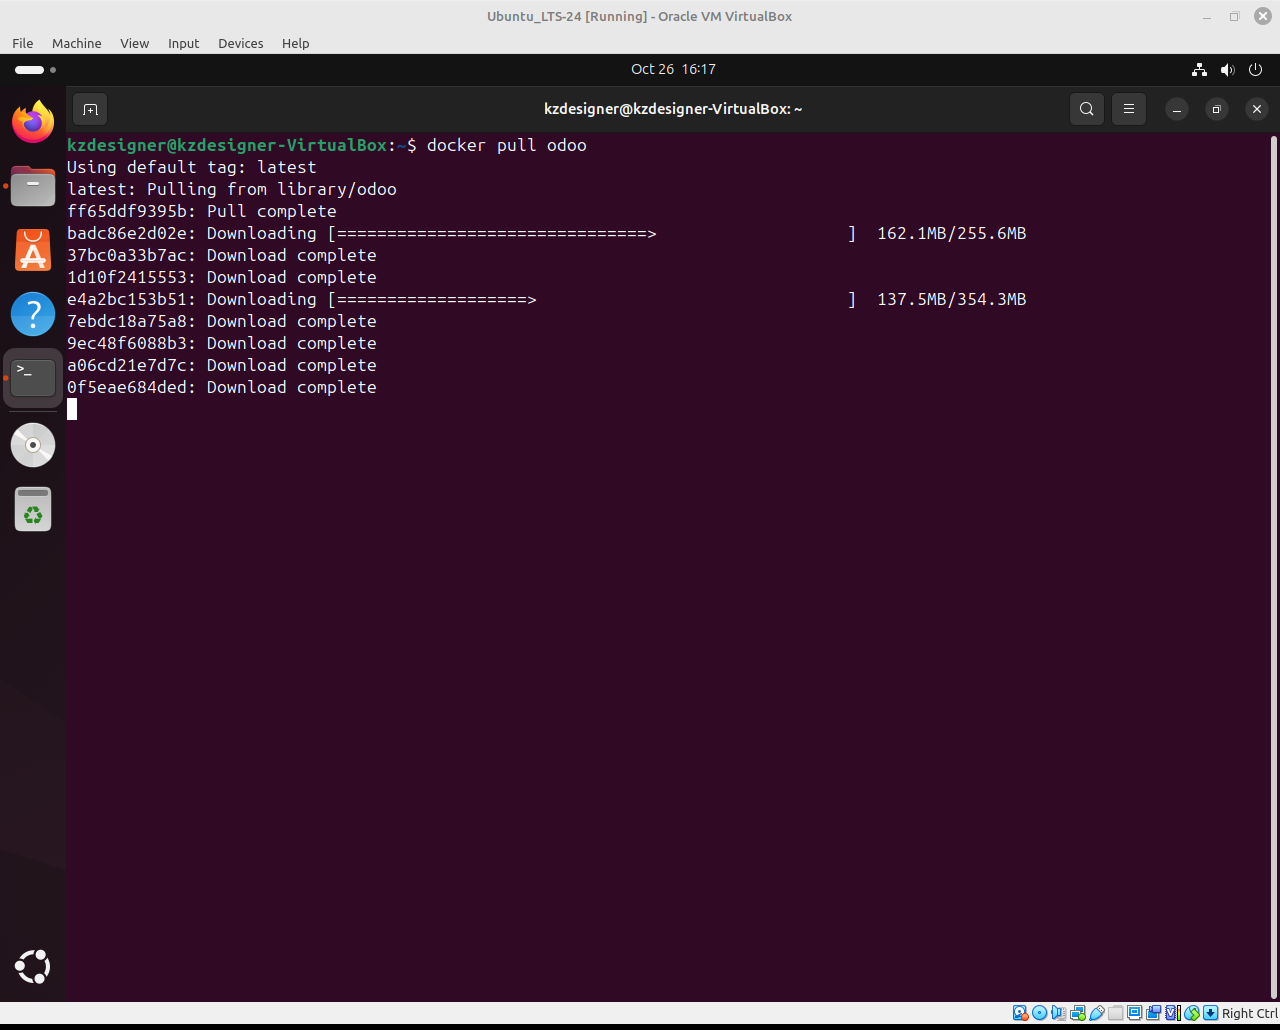 Ubuntu_LTS-24 [Running] - Oracle VM VirtualBox
File Machine View Input Devices Help
Oct 26 16:17
kzdesigner@kzdesigner-VirtualBox: ~
kzdesigner@kzdesigner-VirtualBox:~$ docker pull odoo
Using default tag: latest
latest: Pulling from library/odoo
ff65ddf9395b: Pull complete
badc86e2d02e: Downloading [===============================>                   ]  162.1MB/255.6MB
37bc0a33b7ac: Download complete
1d10f2415553: Download complete
e4a2bc153b51: Downloading [===================>                               ]  137.5MB/354.3MB
7ebdc18a75a8: Download complete
9ec48f6088b3: Download complete
a06cd21e7d7c: Download complete
0f5eae684ded: Download complete
Right Ctrl